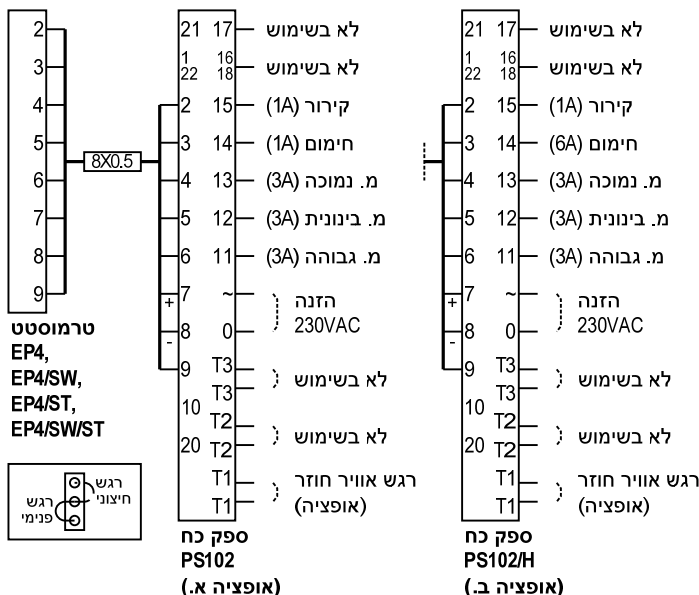 2
3
4
5
6
7
8
9
8X0.5
טרמוסטט
EP4,
EP4/SW,
EP4/ST,
EP4/SW/ST
רגש
חיצוני
רגש
פנימי
21 17 לא בשימוש
1 16
22 18 לא בשימוש
2 15 קירור (1A)
3 14 חימום (1A)
4 13 מ. נמוכה (3A)
5 12 מ. בינונית (3A)
6 11 מ. גבוהה (3A)
7 ~ הזנה
+
8 0 230VAC
-
9 T3
T3 לא בשימוש
10
T2
20 T2 לא בשימוש
T1 רגש אוויר חוזר
T1 (אופציה)
ספק כח
PS102
(אופציה א.)
21 17 לא בשימוש
1 16
22 18 לא בשימוש
2 15 קירור (1A)
3 14 חימום (6A)
4 13 מ. נמוכה (3A)
5 12 מ. בינונית (3A)
6 11 מ. גבוהה (3A)
7 ~ הזנה
+
8 0 230VAC
-
9 T3
T3 לא בשימוש
10
T2
20 T2 לא בשימוש
T1 רגש אוויר חוזר
T1 (אופציה)
ספק כח
PS102/H
(אופציה ב.)